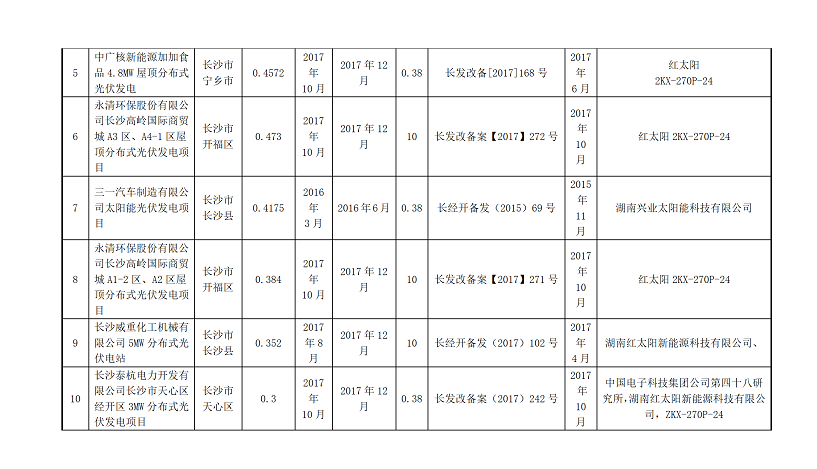 5 中广核新能源加加食品 4.8MW 屋顶分布式光伏发电 长沙市宁乡市 0.4572 2017年10月 2017年12月 0.38 长发改备[2017]168号 2017年6月 红太阳 2KX-270P-24
6 永清环保股份有限公司长沙高岭国际商贸城 A3 区、A4-1 区屋顶分布式光伏发电项目 长沙市开福区 0.473 2017年10月 2017年12月 10 长发改备案【2017】272号 2017年10月 红太阳 2KX-270P-24
7 三一汽车制造有限公司太阳能光伏发电项目 长沙市长沙县 0.4175 2016年3月 2016年6月 0.38 长经开备发（2015）69号 2015年11月 湖南兴业太阳能科技有限公司
8 永清环保股份有限公司长沙高岭国际商贸城 A1-2 区、A2 区屋顶分布式光伏发电项目 长沙市开福区 0.384 2017年10月 2017年12月 10 长发改备案【2017】271号 2017年10月 红太阳 2KX-270P-24
9 长沙威重化工机械有限公司 5MW 分布式光伏电站 长沙市长沙县 0.352 2017年8月 2017年12月 10 长经开备发（2017）102号 2017年4月 湖南红太阳新能源科技有限公司、
10 长沙泰杭电力开发有限公司长沙市天心区经开区 3MW 分布式光伏发电项目 长沙市天心区 0.3 2017年10月 2017年12月 0.38 长发改备案（2017）242号 2017年10月 中国电子科技集团公司第四十八研究所,湖南红太阳新能源科技有限公司，ZKX-270P-24